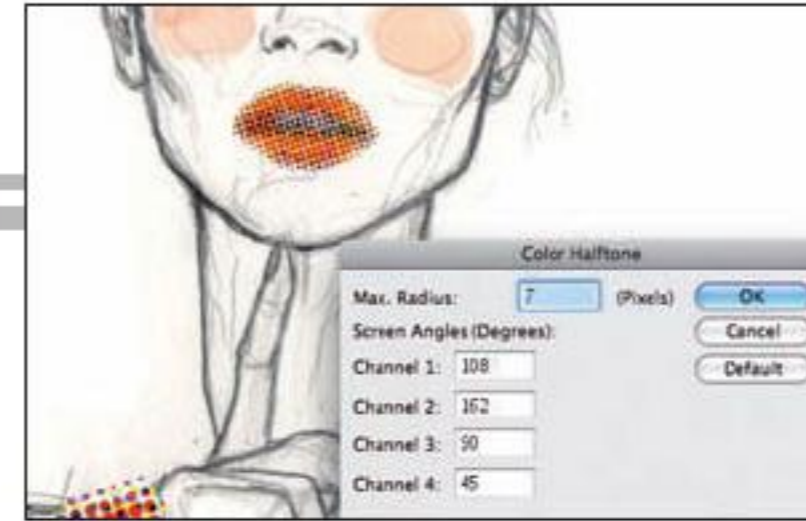 Color Halftone
Max. Radius: 7 (Pixels) OK
Screen Angles (Degrees): Cancel
Channel 1: 108 Default
Channel 2: 162
Channel 3: 90
Channel 4: 45